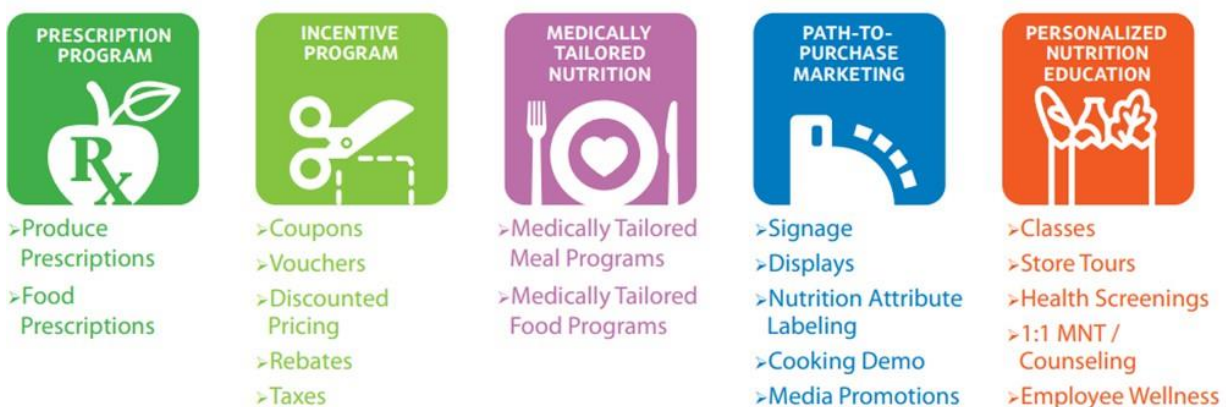 PRESCRIPTION
PROGRAM
Rx
➢Produce
Prescriptions
➢Food
Prescriptions
INCENTIVE
PROGRAM
➢Coupons
➢Vouchers
➢Discounted
Pricing
➢Rebates
➢Taxes
MEDICALLY
TAILORED
NUTRITION
➢Medically Tailored
Meal Programs
➢Medically Tailored
Food Programs
PATH-TO-
PURCHASE
MARKETING
➢Signage
➢Displays
➢Nutrition Attribute
Labeling
➢Cooking Demo
➢Media Promotions
PERSONALIZED
NUTRITION
EDUCATION
➢Classes
➢Store Tours
➢Health Screenings
➢1:1 MNT /
Counseling
➢Employee Wellness